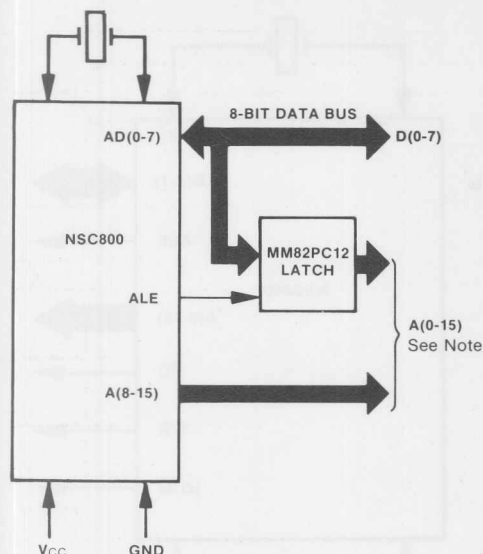 8-BIT DATA BUS
AD(0-7)
D(0-7)
NSC800
MM82PC12
LATCH
ALE
A(0-15)
See Note
A(8-15)
VCC
GND